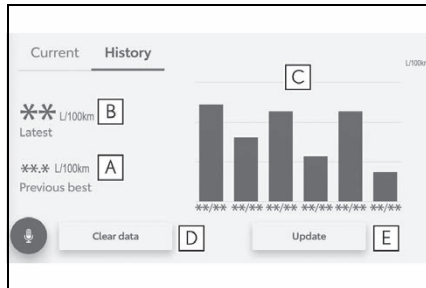 Current History
C
L/100km
**
L/100km
B
Latest
**.* L/100km
A
Previous best
**/** **/** **/** **/** **/** **/**
Clear data
D
Update
E